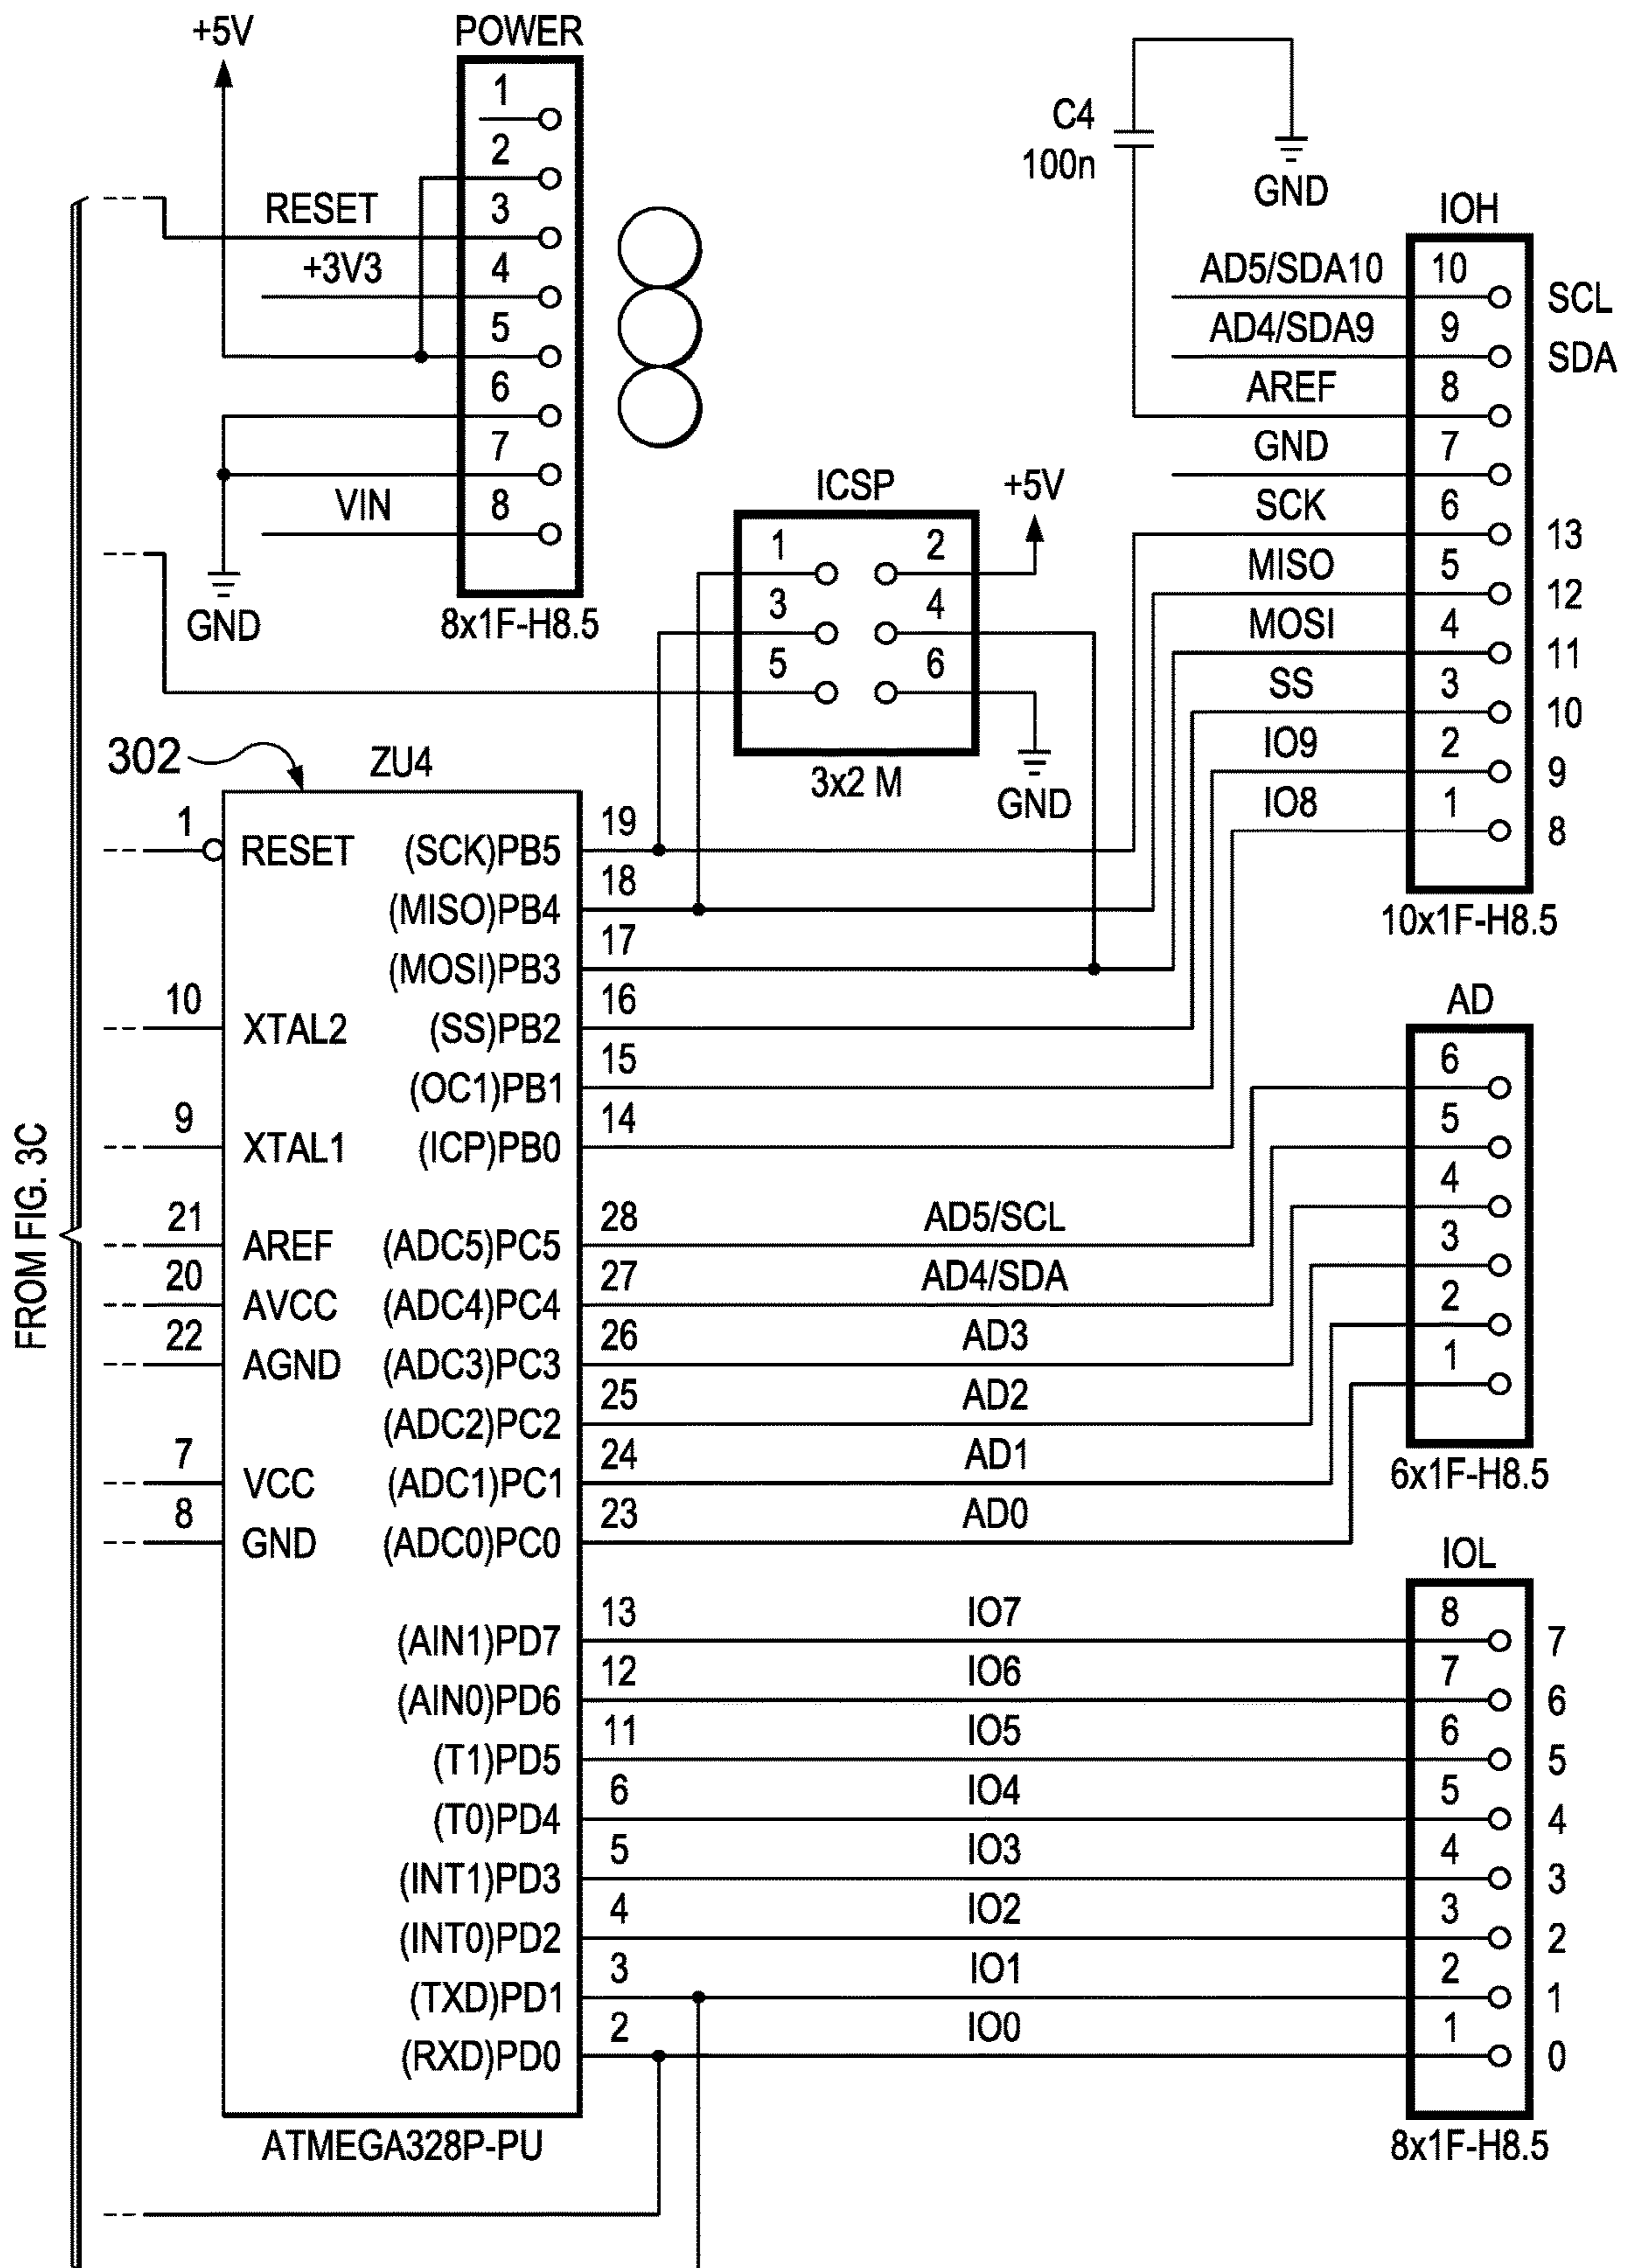 +5V
POWER
1
2
3
4
5
6
7
8
RESET
+3V3
VIN
GND
8x1F-H8.5
C4
100n
GND
IOH
AD5/SDA10 10 SCL
AD4/SDA9 9 SDA
AREF 8
GND 7
SCK 6 13
MISO 5 12
MOSI 4 11
SS 3 10
IO9 2 9
IO8 1 8
10x1F-H8.5
ICSP
+5V
1 2
3 4
5 6
3x2 M
GND
FROM FIG. 3C
302
ZU4
1 RESET (SCK)PB5 19
(MISO)PB4 18
(MOSI)PB3 17
10 XTAL2 (SS)PB2 16
(OC1)PB1 15
9 XTAL1 (ICP)PB0 14
21 AREF (ADC5)PC5 28 AD5/SCL
20 AVCC (ADC4)PC4 27 AD4/SDA
22 AGND (ADC3)PC3 26 AD3
(ADC2)PC2 25 AD2
7 VCC (ADC1)PC1 24 AD1
8 GND (ADC0)PC0 23 AD0
AD
6
5
4
3
2
1
6x1F-H8.5
IOL
(AIN1)PD7 13 IO7 8 7
(AIN0)PD6 12 IO6 7 6
(T1)PD5 11 IO5 6 5
(T0)PD4 6 IO4 5 4
(INT1)PD3 5 IO3 4 3
(INT0)PD2 4 IO2 3 2
(TXD)PD1 3 IO1 2 1
(RXD)PD0 2 IO0 1 0
ATMEGA328P-PU
8x1F-H8.5